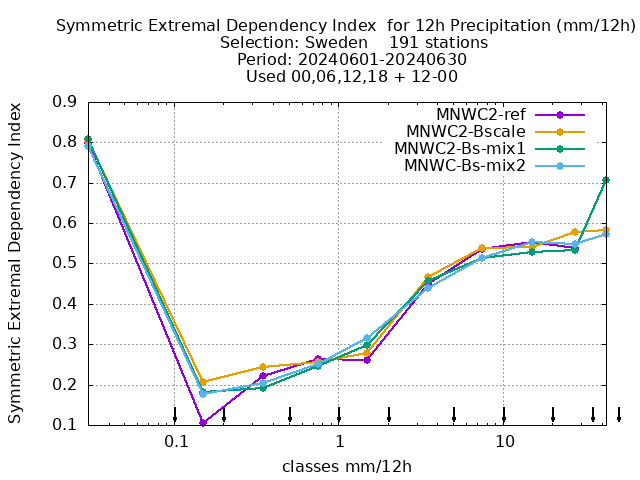 Symmetric Extremal Dependency Index  for 12h Precipitation (mm/12h)
Selection: Sweden    191 stations
Period: 20240601-20240630
Used 00,06,12,18 + 12-00
Symmetric Extremal Dependency Index
0.9
0.8
0.7
0.6
0.5
0.4
0.3
0.2
0.1
MNWC2-ref
MNWC2-Bscale
MNWC2-Bs-mix1
MNWC-Bs-mix2
0.1 1 10
classes mm/12h